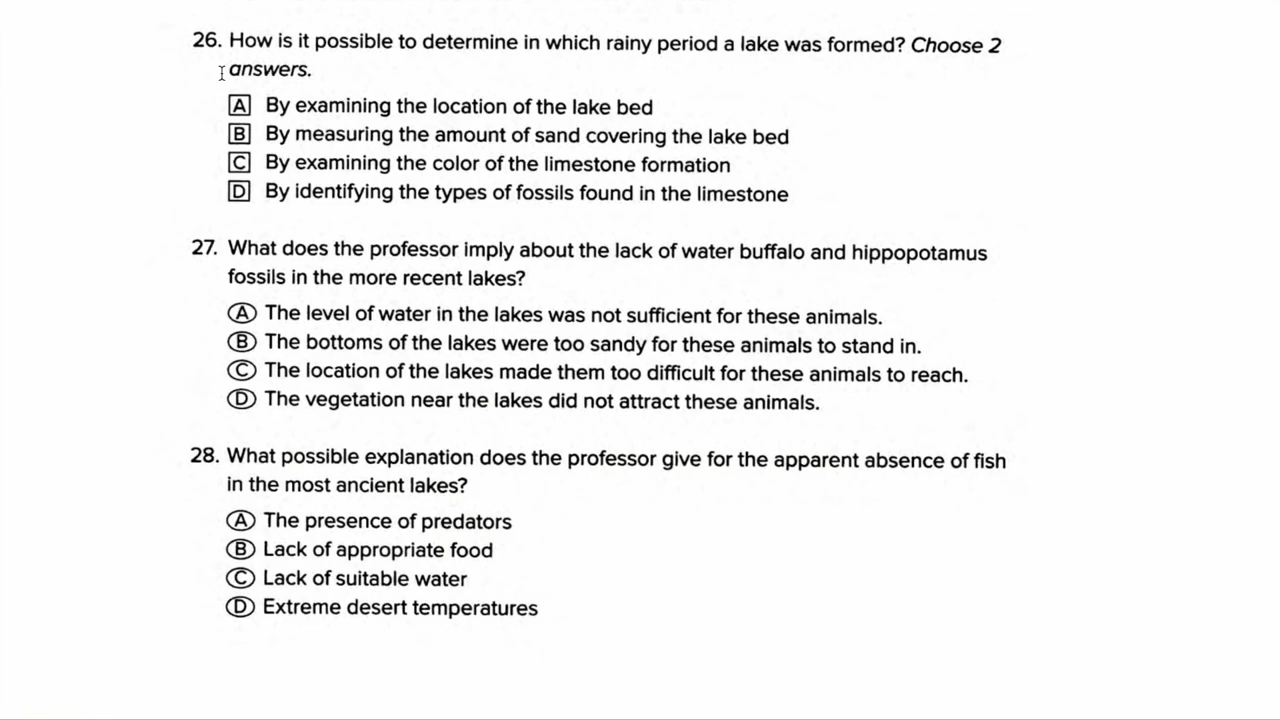 26. How is it possible to determine in which rainy period a lake was formed? Choose 2
answers.
A By examining the location of the lake bed
B By measuring the amount of sand covering the lake bed
C By examining the color of the limestone formation
D By identifying the types of fossils found in the limestone
27. What does the professor imply about the lack of water buffalo and hippopotamus
fossils in the more recent lakes?
A The level of water in the lakes was not sufficient for these animals.
B The bottoms of the lakes were too sandy for these animals to stand in.
C The location of the lakes made them too difficult for these animals to reach.
D The vegetation near the lakes did not attract these animals.
28. What possible explanation does the professor give for the apparent absence of fish
in the most ancient lakes?
A The presence of predators
B Lack of appropriate food
C Lack of suitable water
D Extreme desert temperatures